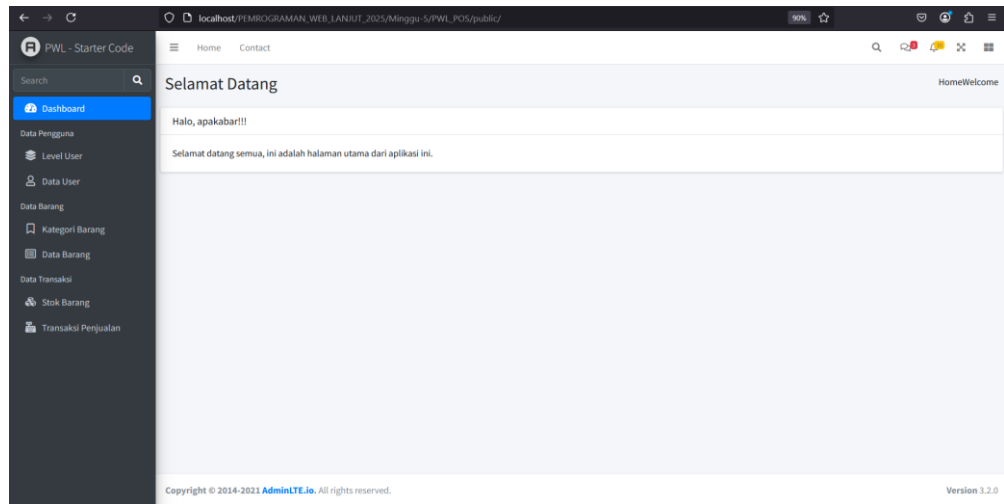 localhost/PEMROGRAMAN_WEB_LANJUT_2025/Minggu-5/PWL_POS/public/
90%
PWL - Starter Code
Home Contact
Search
Selamat Datang
HomeWelcome
Dashboard
Halo, apakabar!!!
Data Pengguna
Level User
Selamat datang semua, ini adalah halaman utama dari aplikasi ini.
Data User
Data Barang
Kategori Barang
Data Barang
Data Transaksi
Stok Barang
Transaksi Penjualan
Copyright © 2014-2021 AdminLTE.io. All rights reserved.
Version 3.2.0